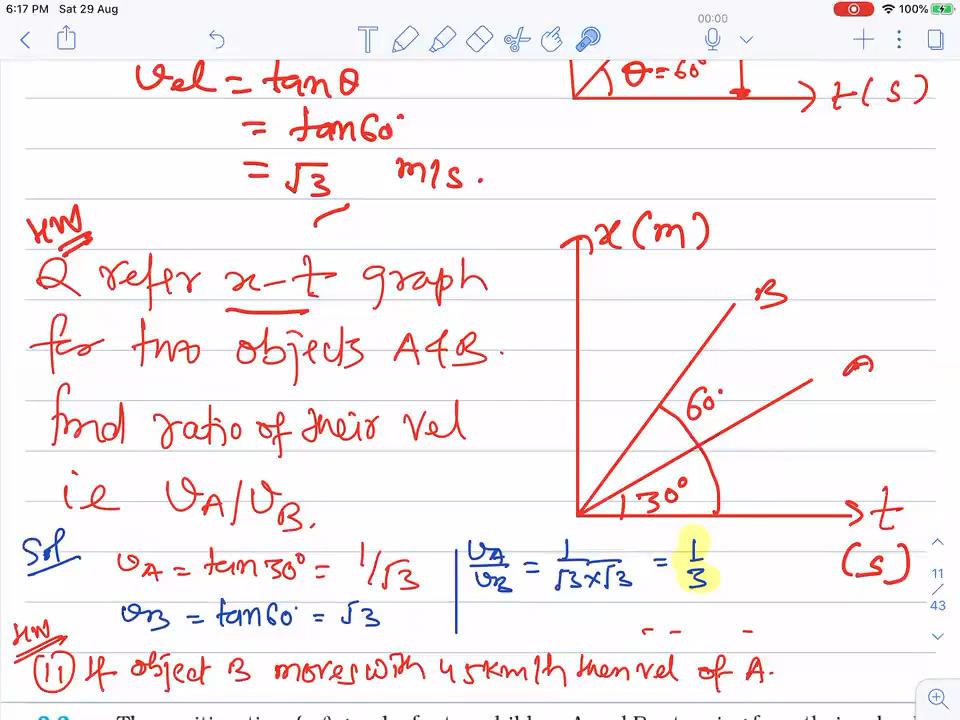 6:17 PM Sat 29 Aug
100%
00:00
Vel = tanθ
= tan60°
= √3 m/s.
θ=60°
t(s)
HW
Q refer x-t graph
for two objects A&B.
find ratio of their vel
ie VA/VB.
x(m)
B
A
60°
30°
t
(s)
Sol
VA = tan30° = 1/√3
VB = tan60° = √3
VA/VB = 1/√3×√3 = 1/3
HW
(ii) If object B moves with 45km/h then vel of A.
11
/
43